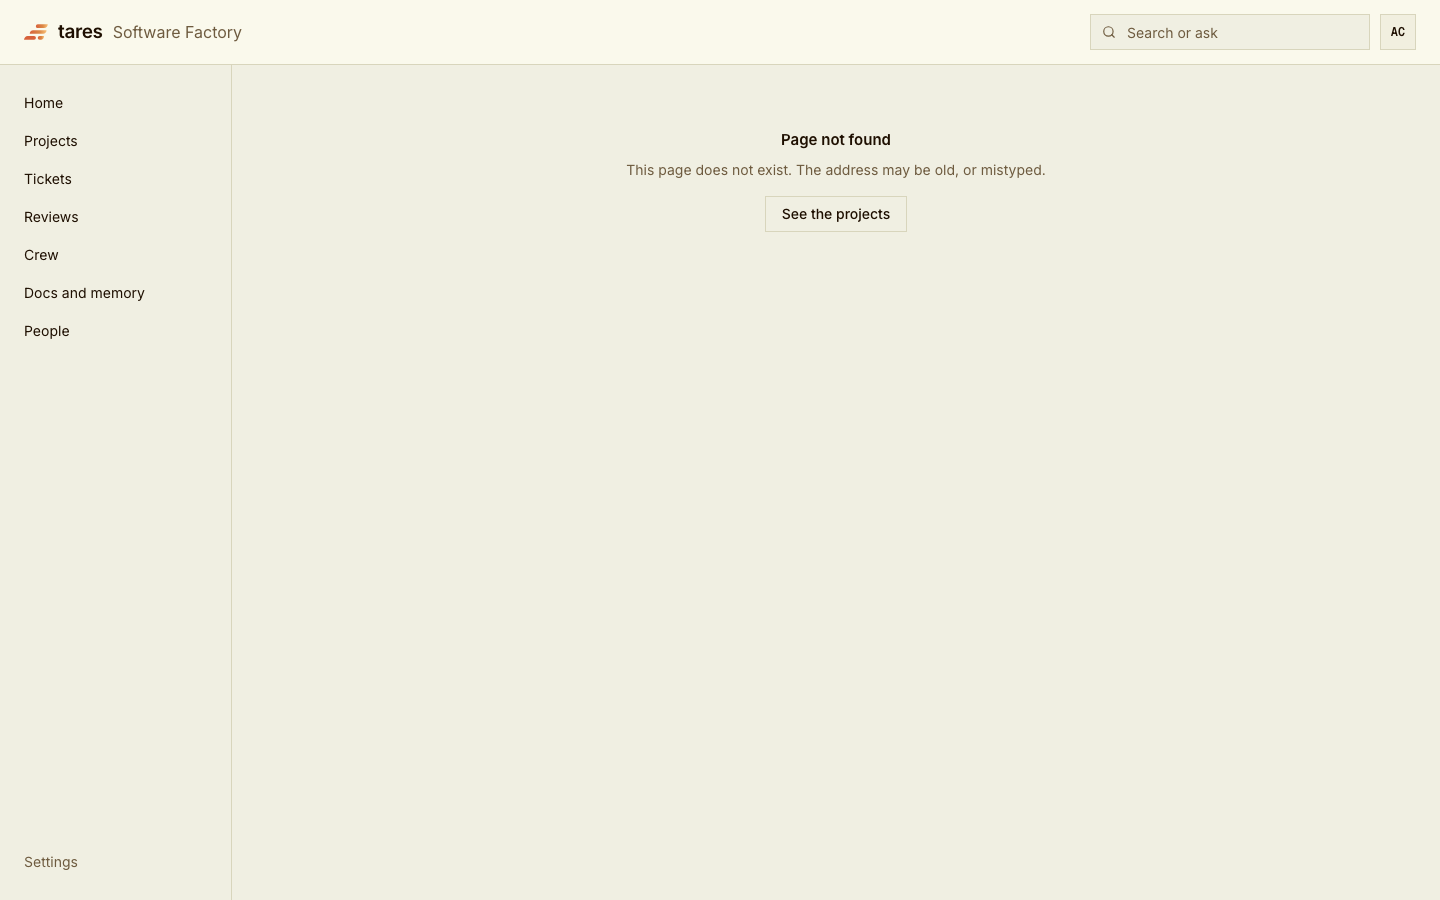 tares Software Factory
Search or ask
AC
Home
Projects
Tickets
Reviews
Crew
Docs and memory
People
Settings
Page not found
This page does not exist. The address may be old, or mistyped.
See the projects